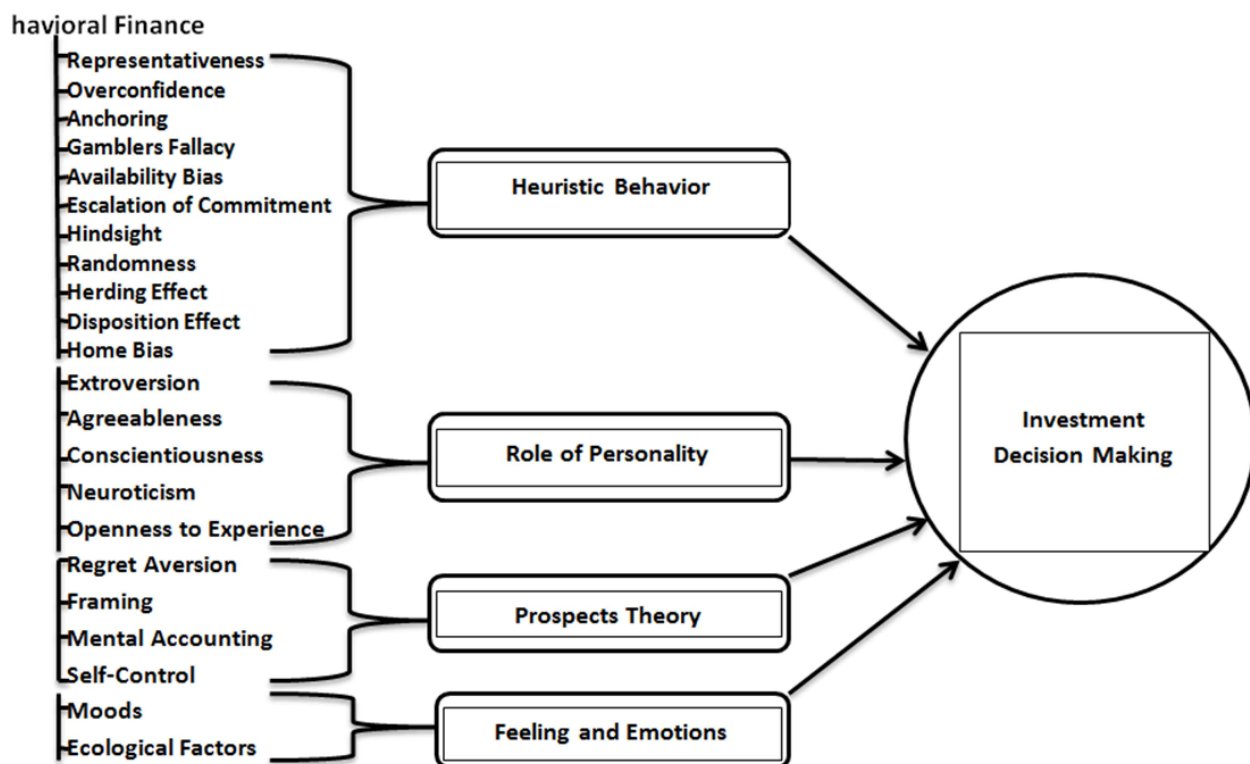 havioral Finance
Representativeness
Overconfidence
Anchoring
Gamblers Fallacy
Availability Bias
Escalation of Commitment
Hindsight
Randomness
Herding Effect
Disposition Effect
Home Bias
Heuristic Behavior
Extroversion
Agreeableness
Conscientiousness
Neuroticism
Openness to Experience
Role of Personality
Regret Aversion
Framing
Mental Accounting
Self-Control
Prospects Theory
Moods
Ecological Factors
Feeling and Emotions
Investment
Decision Making